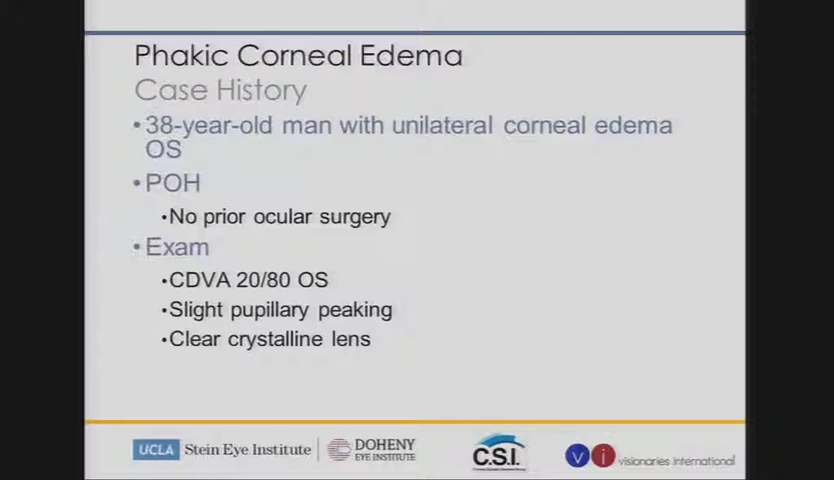 Phakic Corneal Edema
Case History
•38-year-old man with unilateral corneal edema
OS
•POH
•No prior ocular surgery
•Exam
•CDVA 20/80 OS
•Slight pupillary peaking
•Clear crystalline lens
UCLA Stein Eye Institute
DOHENY
EYE INSTITUTE
C.S.I.
vi visionaries international